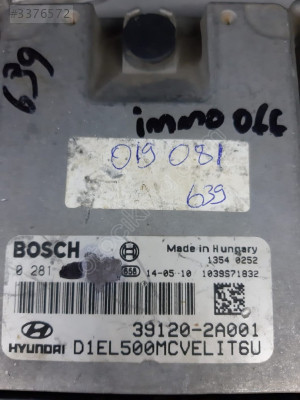 #3376572
639
immo off
019 081
639
BOSCH
Made in Hungary
1354 0252
0 281
14-05-10 1039S71832
39120-2A001
HYUNDAI D1EL500MCVELIT6U